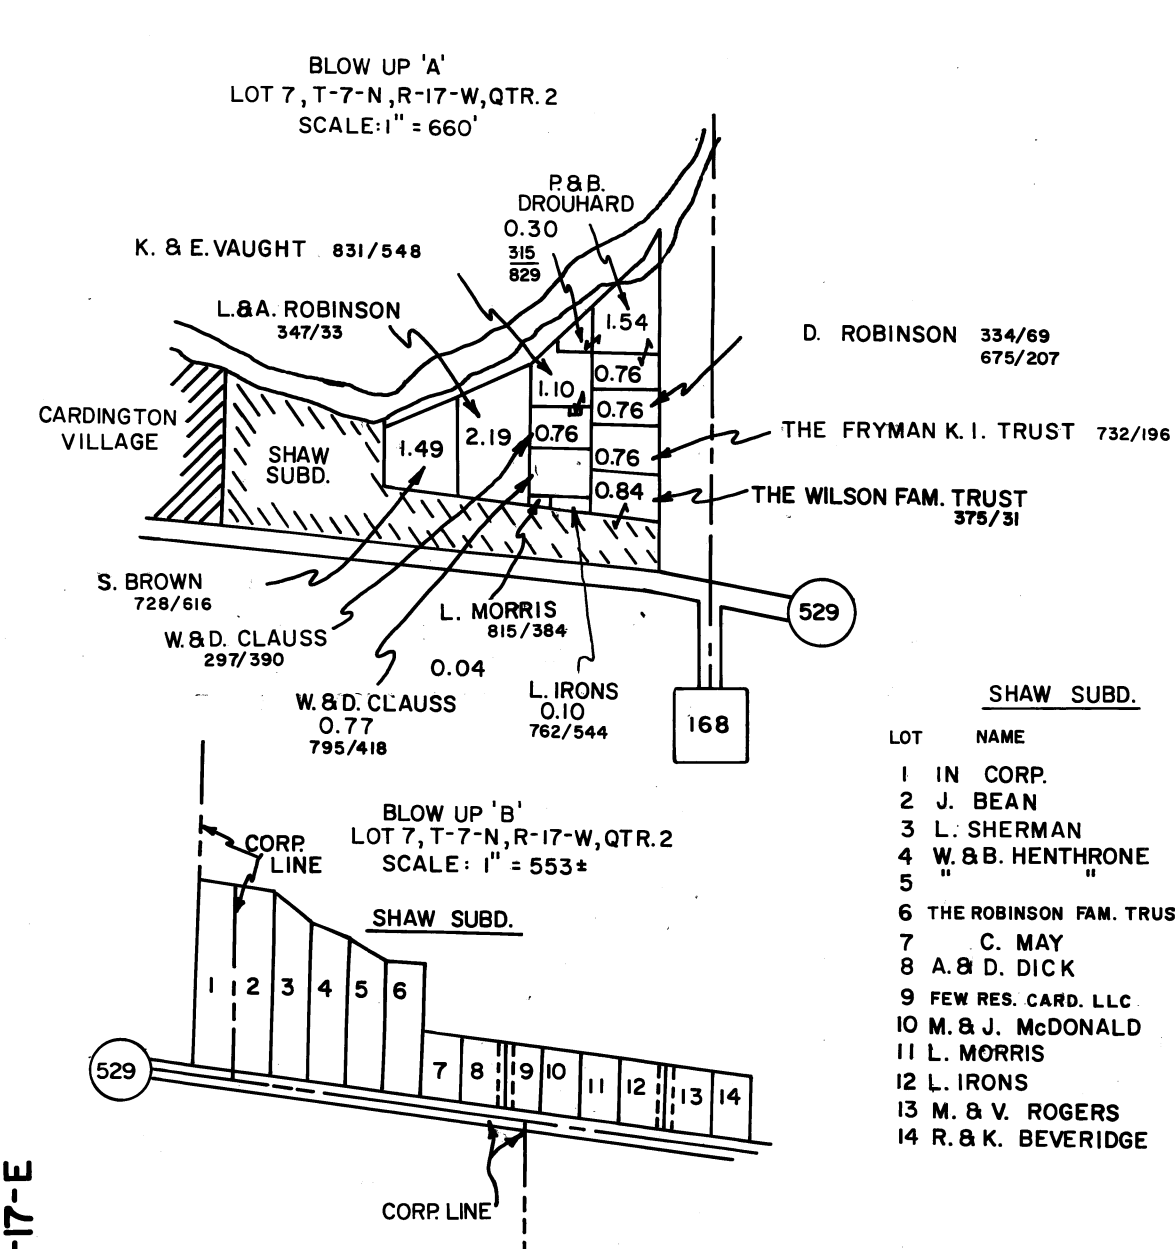 BLOW UP 'A'
LOT 7, T-7-N, R-17-W, QTR. 2
SCALE: 1" = 660'
P. & B.
DROUHARD
0.30
315
829
K. & E. VAUGHT 831/548
L. & A. ROBINSON
347/33
1.54
D. ROBINSON 334/69
675/207
0.76
1.10
0.76
CARDINGTON
VILLAGE
THE FRYMAN K. I. TRUST 732/196
2.19
0.76
1.49
SHAW
SUBD.
0.76
0.84
THE WILSON FAM. TRUST
375/31
S. BROWN
728/616
L. MORRIS
815/384
529
W. & D. CLAUSS
297/390
0.04
W. & D. CLAUSS
0.77
795/418
L. IRONS
0.10
762/544
168
SHAW SUBD.
LOT NAME
1 IN CORP.
2 J. BEAN
3 L. SHERMAN
4 W. & B. HENTHRONE
5 " "
6 THE ROBINSON FAM. TRUS
7 C. MAY
8 A. & D. DICK
9 FEW RES. CARD. LLC
10 M. & J. McDONALD
11 L. MORRIS
12 L. IRONS
13 M. & V. ROGERS
14 R. & K. BEVERIDGE
BLOW UP 'B'
LOT 7, T-7-N, R-17-W, QTR. 2
SCALE: 1" = 553±
CORP.
LINE
SHAW SUBD.
1 2 3 4 5 6
7 8 9 10 11 12 13 14
529
CORP. LINE
-17-E